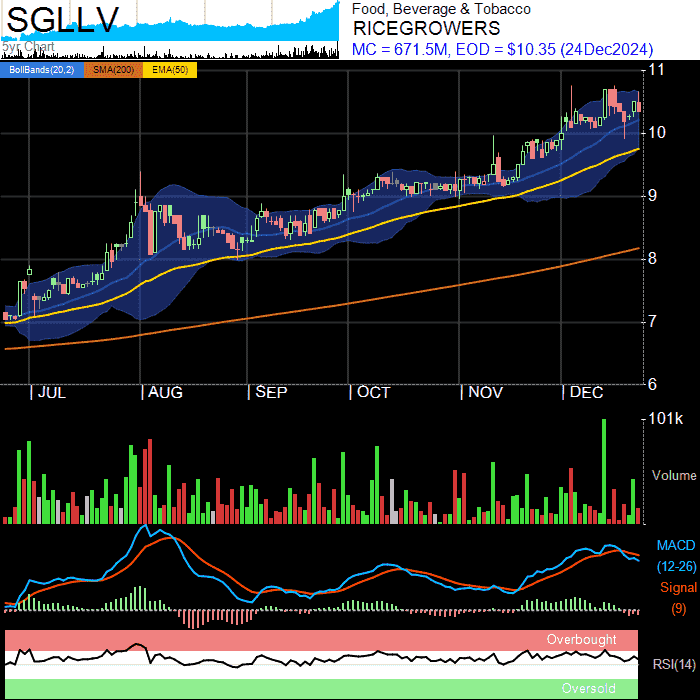 SGLLV
5yr Chart
Food, Beverage & Tobacco
RICEGROWERS
MC = 671.5M, EOD = $10.35 (24Dec2024)
BollBands(20,2) SMA(200) EMA(50)
11
10
9
8
7
6
JUL AUG SEP OCT NOV DEC
101k
Volume
MACD
(12-26)
Signal
(9)
Overbought
RSI(14)
Oversold